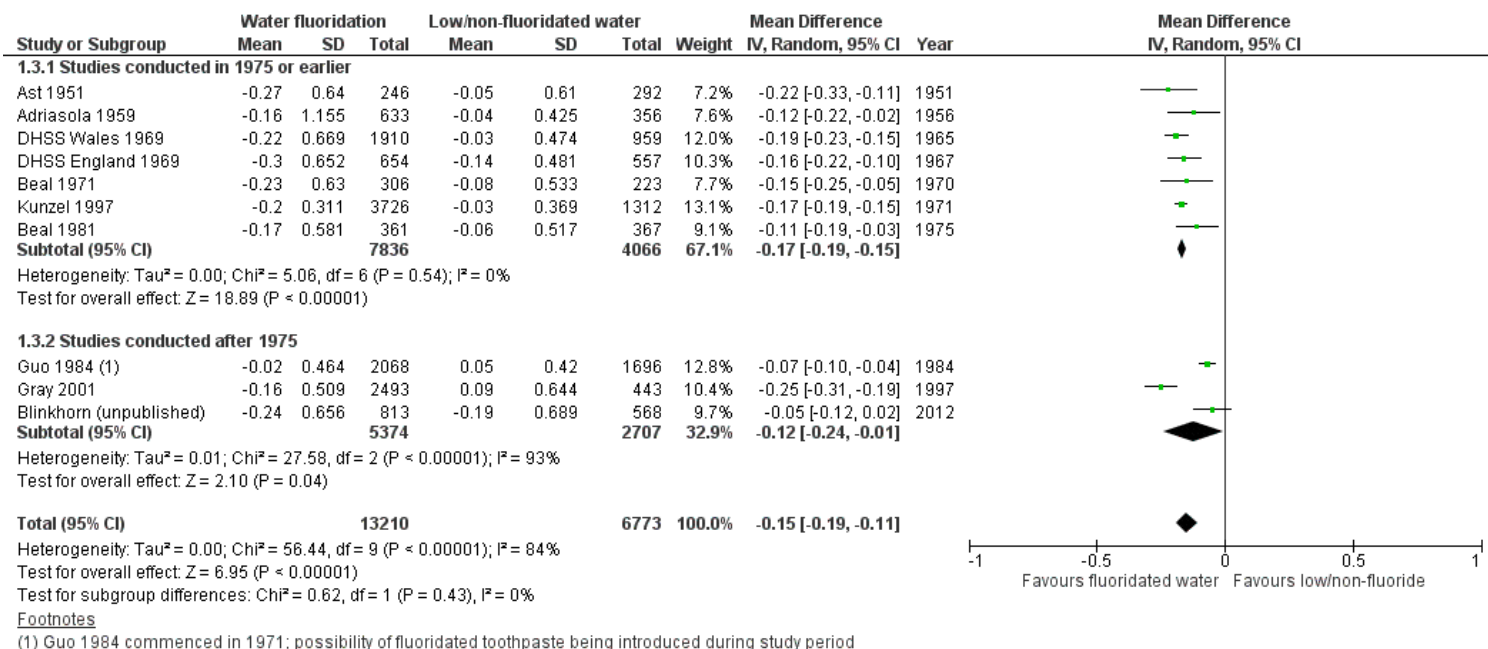 Water fluoridation Low/non-fluoridated water Mean Difference Mean Difference
Study or Subgroup Mean SD Total Mean SD Total Weight IV, Random, 95% CI Year IV, Random, 95% CI
1.3.1 Studies conducted in 1975 or earlier
Ast 1951 -0.27 0.64 246 -0.05 0.61 292 7.2% -0.22 [-0.33, -0.11] 1951
Adriasola 1959 -0.16 1.155 633 -0.04 0.425 356 7.6% -0.12 [-0.22, -0.02] 1956
DHSS Wales 1969 -0.22 0.669 1910 -0.03 0.474 959 12.0% -0.19 [-0.23, -0.15] 1965
DHSS England 1969 -0.3 0.652 654 -0.14 0.481 557 10.3% -0.16 [-0.22, -0.10] 1967
Beal 1971 -0.23 0.63 306 -0.08 0.533 223 7.7% -0.15 [-0.25, -0.05] 1970
Kunzel 1997 -0.2 0.311 3726 -0.03 0.369 1312 13.1% -0.17 [-0.19, -0.15] 1971
Beal 1981 -0.17 0.581 361 -0.06 0.517 367 9.1% -0.11 [-0.19, -0.03] 1975
Subtotal (95% CI) 7836 4066 67.1% -0.17 [-0.19, -0.15]
Heterogeneity: Tau² = 0.00; Chi² = 5.06, df = 6 (P = 0.54); I² = 0%
Test for overall effect: Z = 18.89 (P < 0.00001)
1.3.2 Studies conducted after 1975
Guo 1984 (1) -0.02 0.464 2068 0.05 0.42 1696 12.8% -0.07 [-0.10, -0.04] 1984
Gray 2001 -0.16 0.509 2493 0.09 0.644 443 10.4% -0.25 [-0.31, -0.19] 1997
Blinkhorn (unpublished) -0.24 0.656 813 -0.19 0.689 568 9.7% -0.05 [-0.12, 0.02] 2012
Subtotal (95% CI) 5374 2707 32.9% -0.12 [-0.24, -0.01]
Heterogeneity: Tau² = 0.01; Chi² = 27.58, df = 2 (P < 0.00001); I² = 93%
Test for overall effect: Z = 2.10 (P = 0.04)
Total (95% CI) 13210 6773 100.0% -0.15 [-0.19, -0.11]
Heterogeneity: Tau² = 0.00; Chi² = 56.44, df = 9 (P < 0.00001); I² = 84%
Test for overall effect: Z = 6.95 (P < 0.00001)
Test for subgroup differences: Chi² = 0.62, df = 1 (P = 0.43), I² = 0%
-1 -0.5 0 0.5 1
Favours fluoridated water Favours low/non-fluoride
Footnotes
(1) Guo 1984 commenced in 1971; possibility of fluoridated toothpaste being introduced during study period